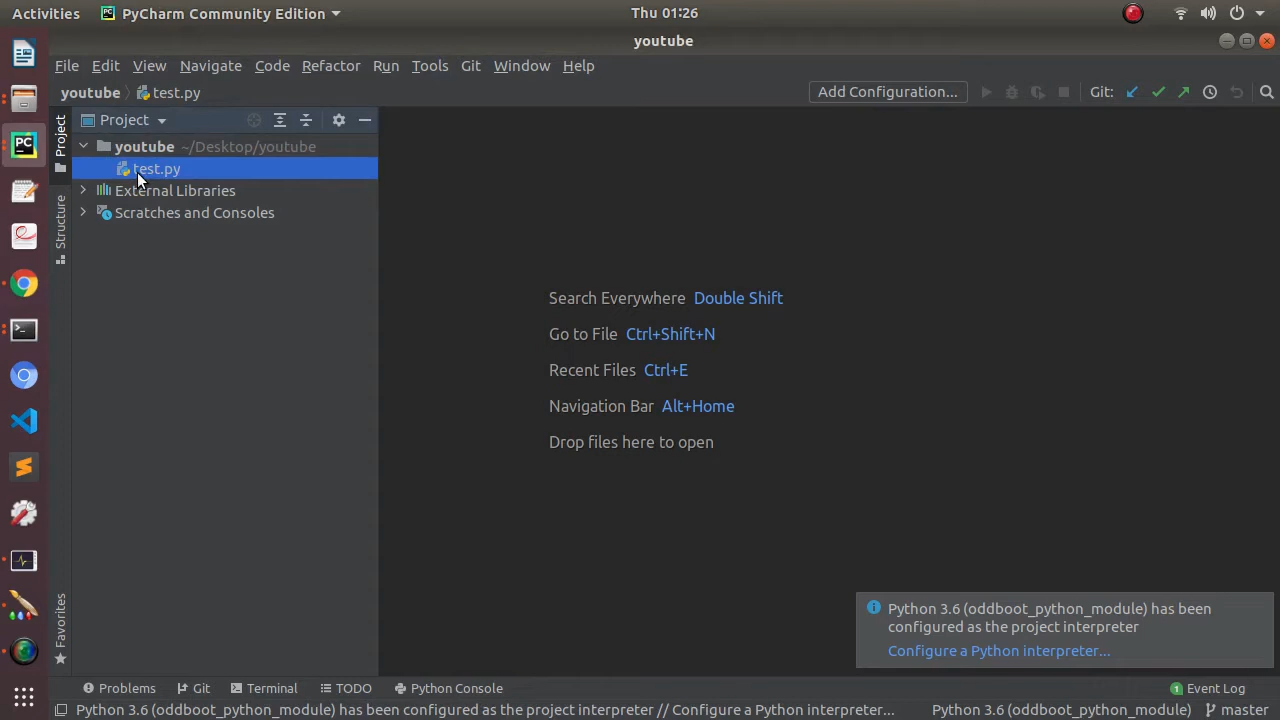 Activities
PyCharm Community Edition
Thu 01:26
youtube
File Edit View Navigate Code Refactor Run Tools Git Window Help
youtube test.py
Add Configuration...
Git:
Project
Project
youtube ~/Desktop/youtube
test.py
External Libraries
Scratches and Consoles
Structure
Favorites
Search Everywhere Double Shift
Go to File Ctrl+Shift+N
Recent Files Ctrl+E
Navigation Bar Alt+Home
Drop files here to open
Python 3.6 (oddboot_python_module) has been
configured as the project interpreter
Configure a Python interpreter...
Problems Git Terminal TODO Python Console
1 Event Log
Python 3.6 (oddboot_python_module) has been configured as the project interpreter // Configure a Python interpreter...
Python 3.6 (oddboot_python_module) master
PC